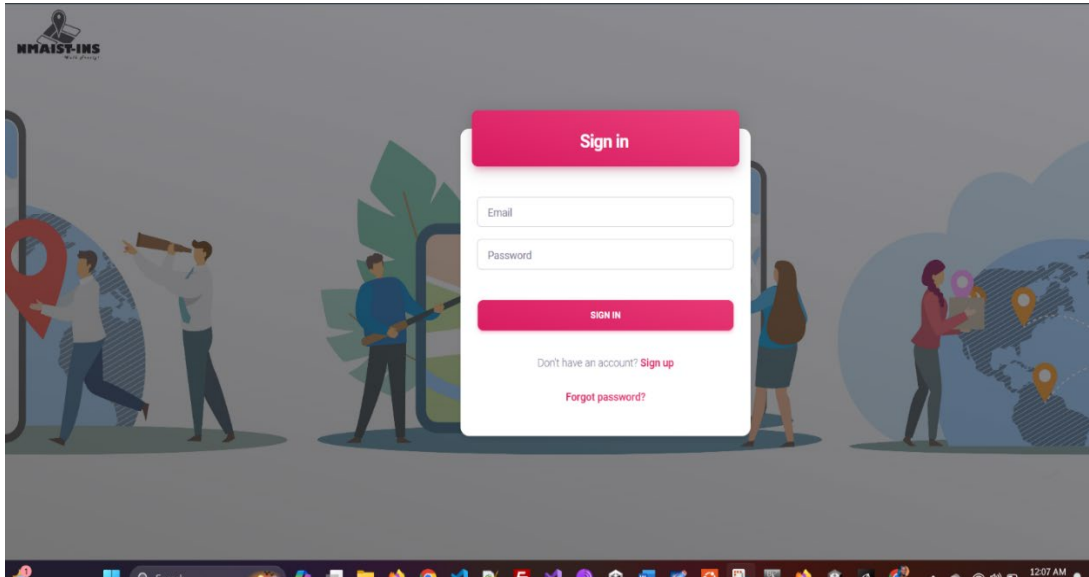 NMAIST-INS
Sign in
Email
Password
SIGN IN
Don't have an account? Sign up
Forgot password?
1
12:07 AM